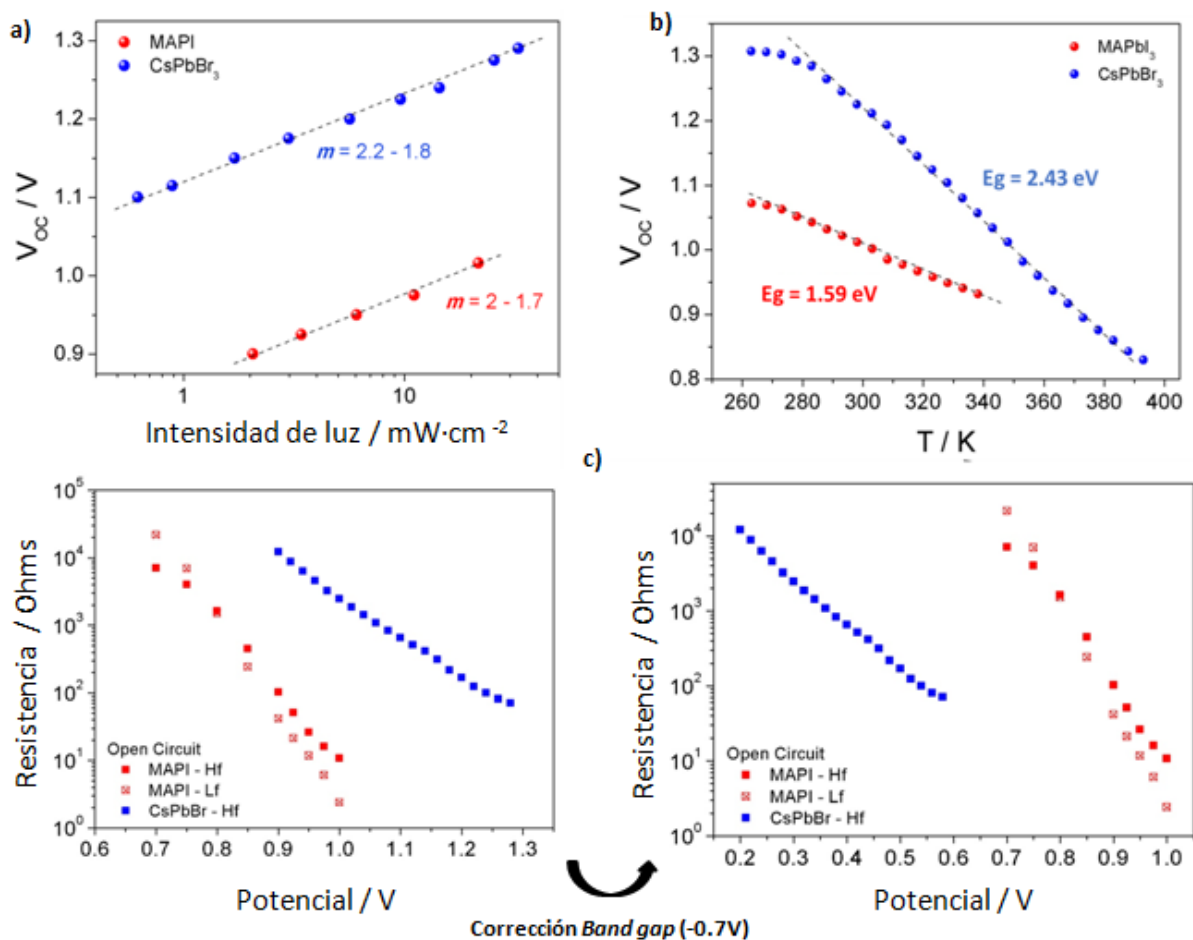 a)
MAPI
CsPbBr3
m = 2.2 - 1.8
m = 2 - 1.7
1.3
1.2
1.1
1.0
0.9
VOC / V
1 10
Intensidad de luz / mW·cm -2
b)
MAPbI3
CsPbBr3
Eg = 2.43 eV
Eg = 1.59 eV
1.4
1.3
1.2
1.1
1.0
0.9
0.8
VOC / V
260 280 300 320 340 360 380 400
T / K
c)
10^5
10^4
10^3
10^2
10^1
10^0
Resistencia / Ohms
Open Circuit
MAPI - Hf
MAPI - Lf
CsPbBr - Hf
0.6 0.7 0.8 0.9 1.0 1.1 1.2 1.3
Potencial / V
10^4
10^3
10^2
10^1
10^0
Resistencia / Ohms
Open Circuit
MAPI - Hf
MAPI - Lf
CsPbBr - Hf
0.2 0.3 0.4 0.5 0.6 0.7 0.8 0.9 1.0
Potencial / V
Corrección Band gap (-0.7V)